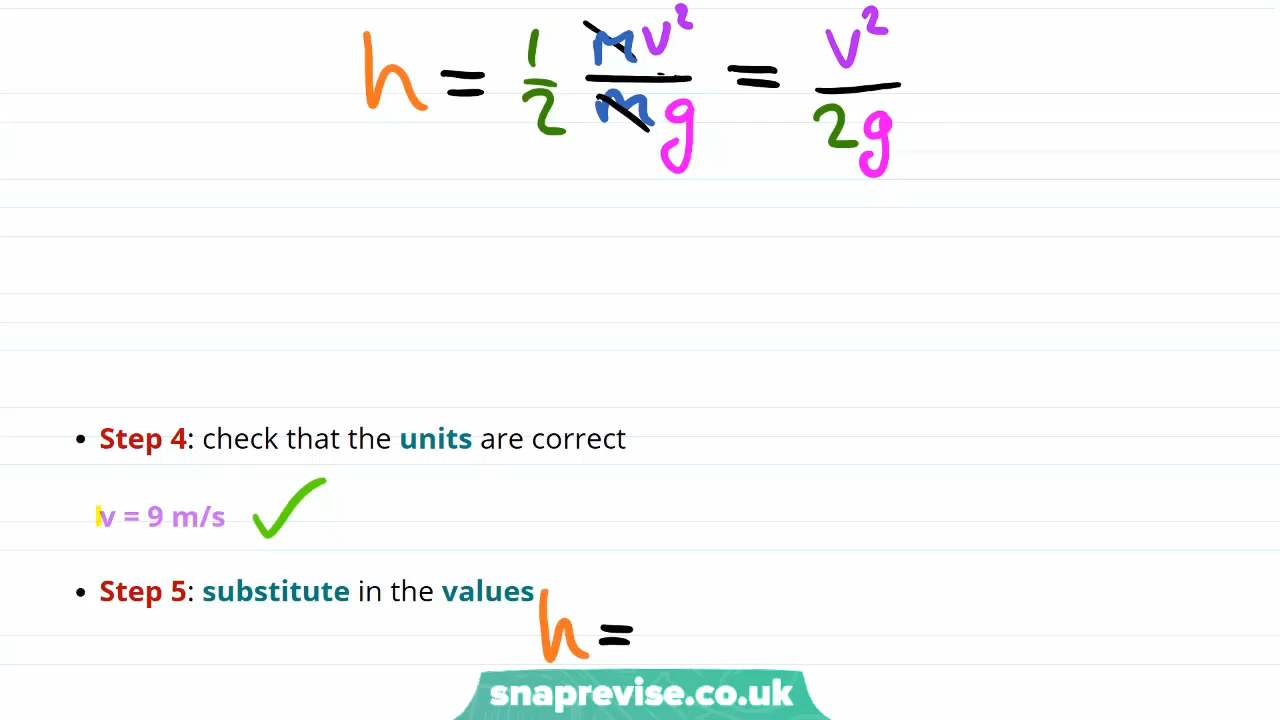 h = 1/2 mv²/mg = v²/2g
• Step 4: check that the units are correct
v = 9 m/s ✓
• Step 5: substitute in the values
h =
snaprevise.co.uk